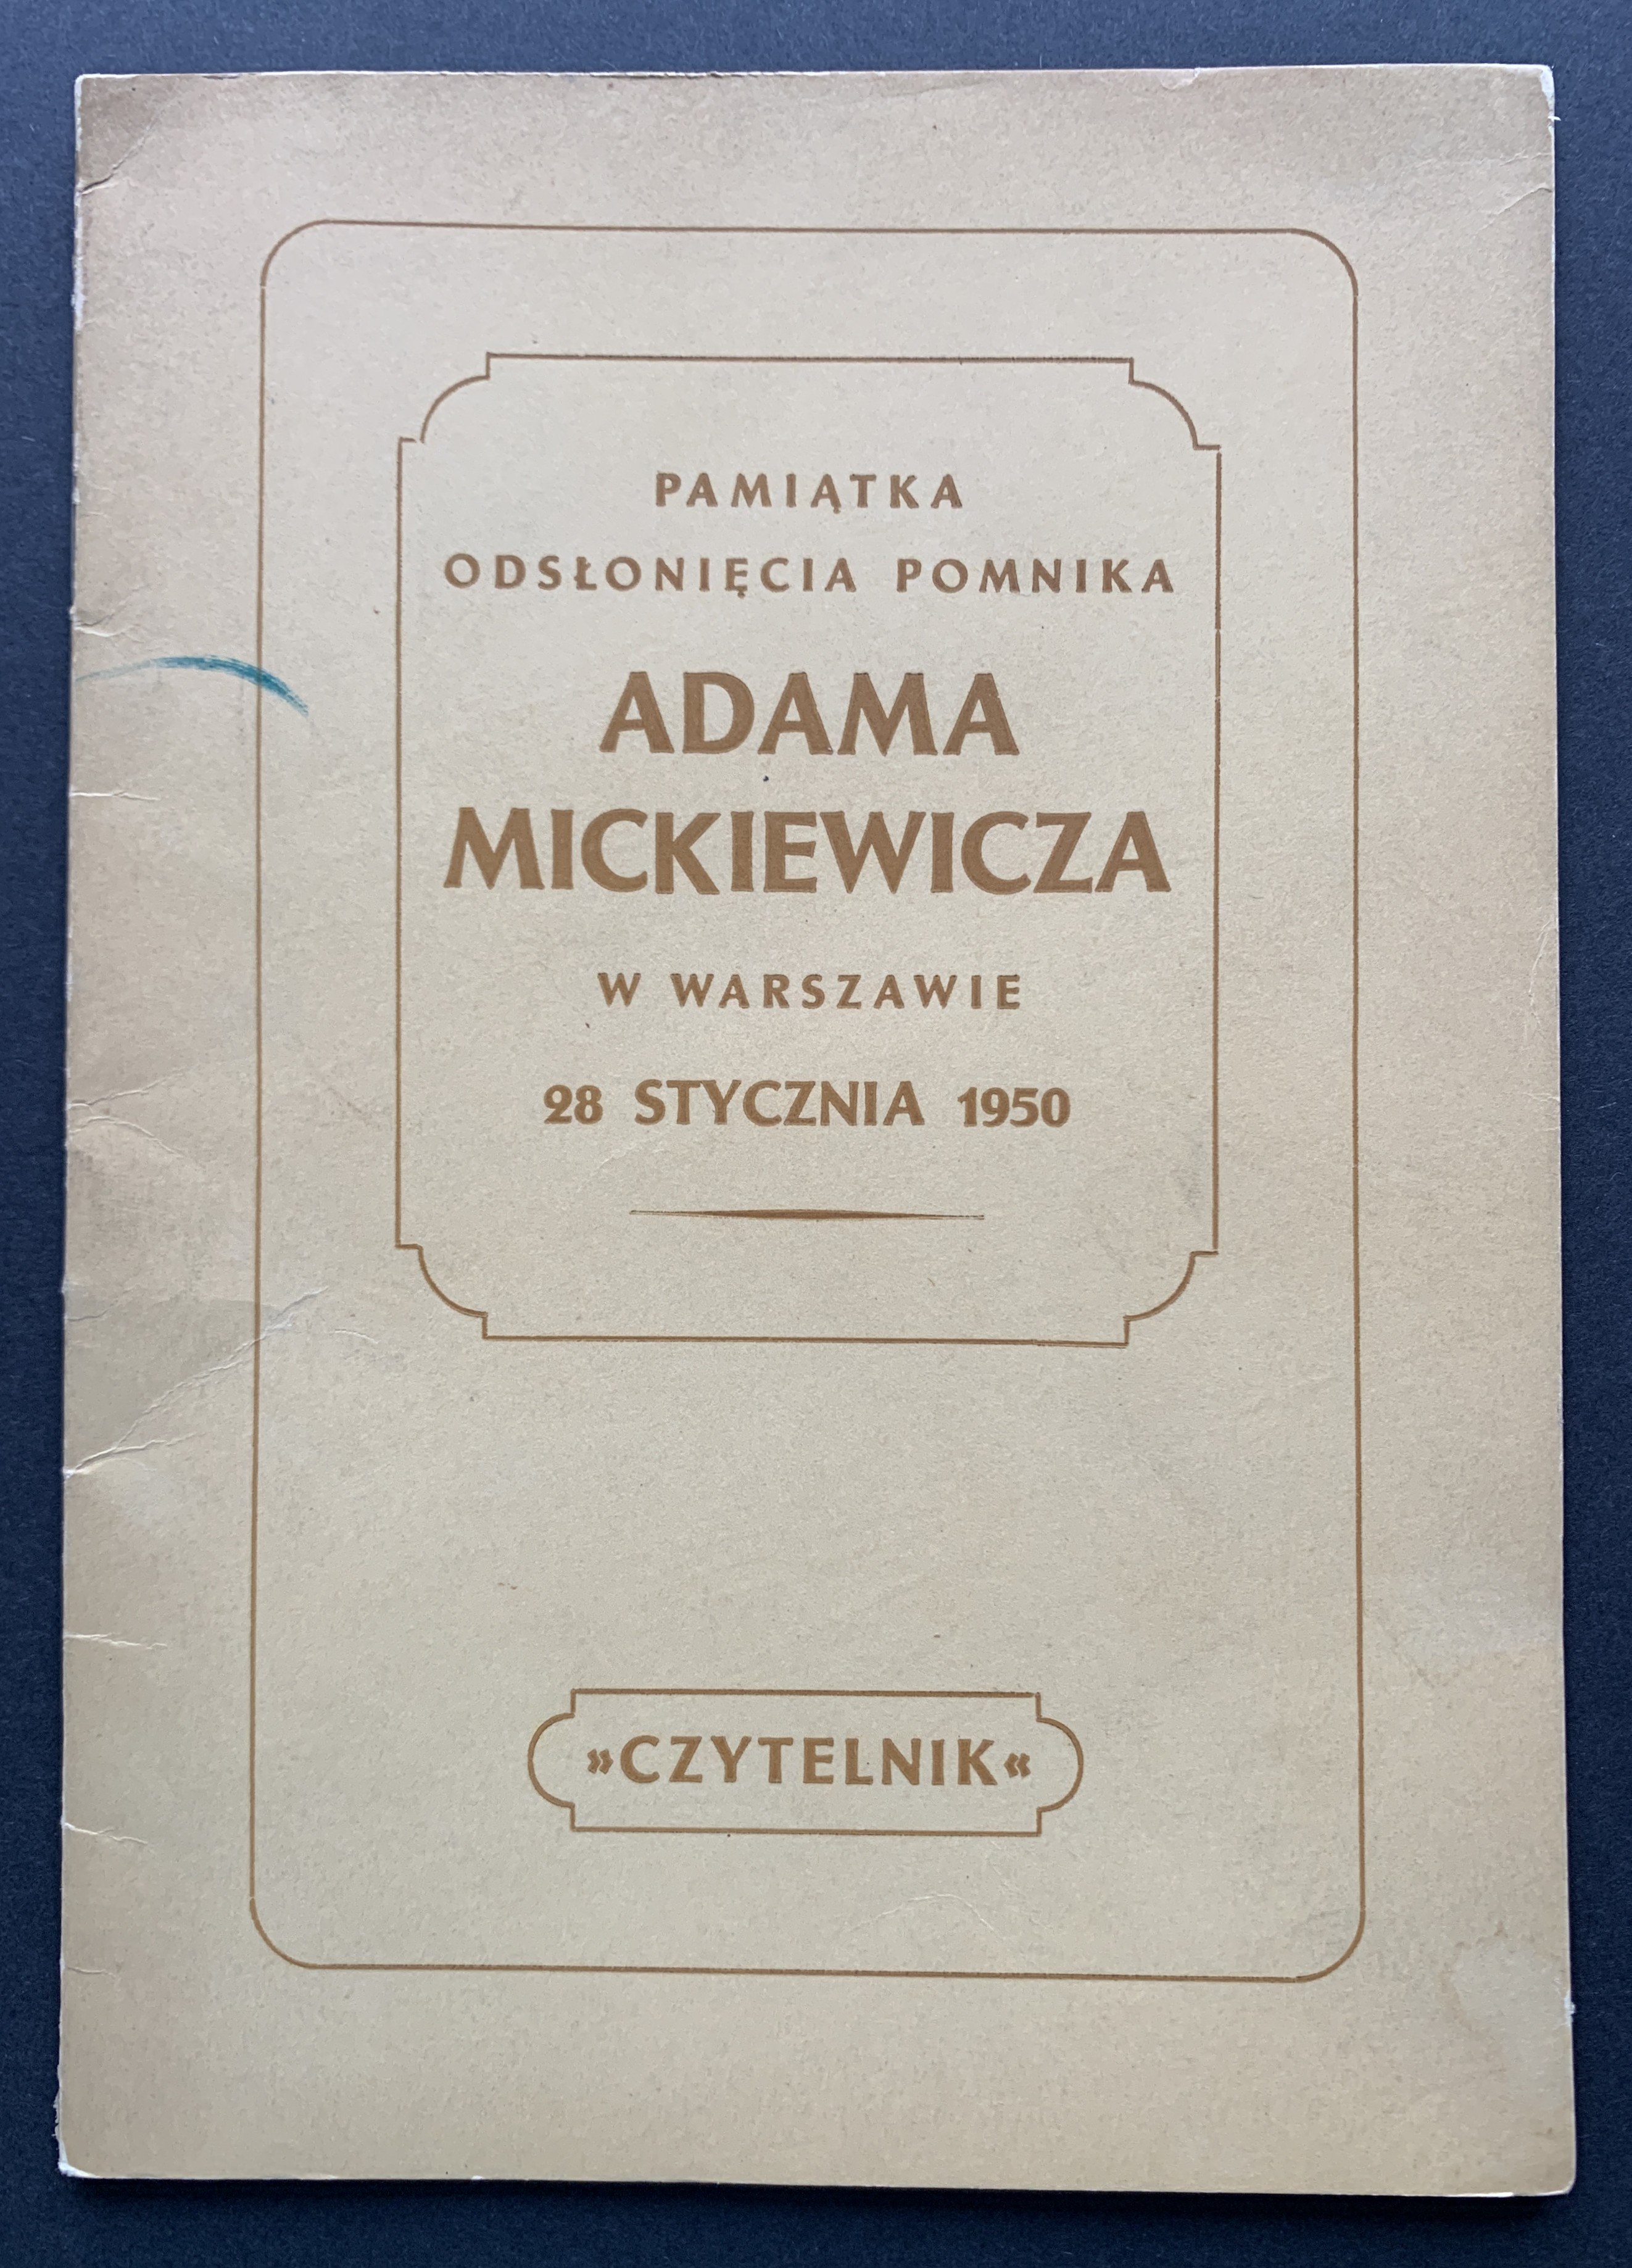 PAMIĄTKA
ODSŁONIĘCIA POMNIKA
ADAMA
MICKIEWICZA
W WARSZAWIE
28 STYCZNIA 1950
»CZYTELNIK«